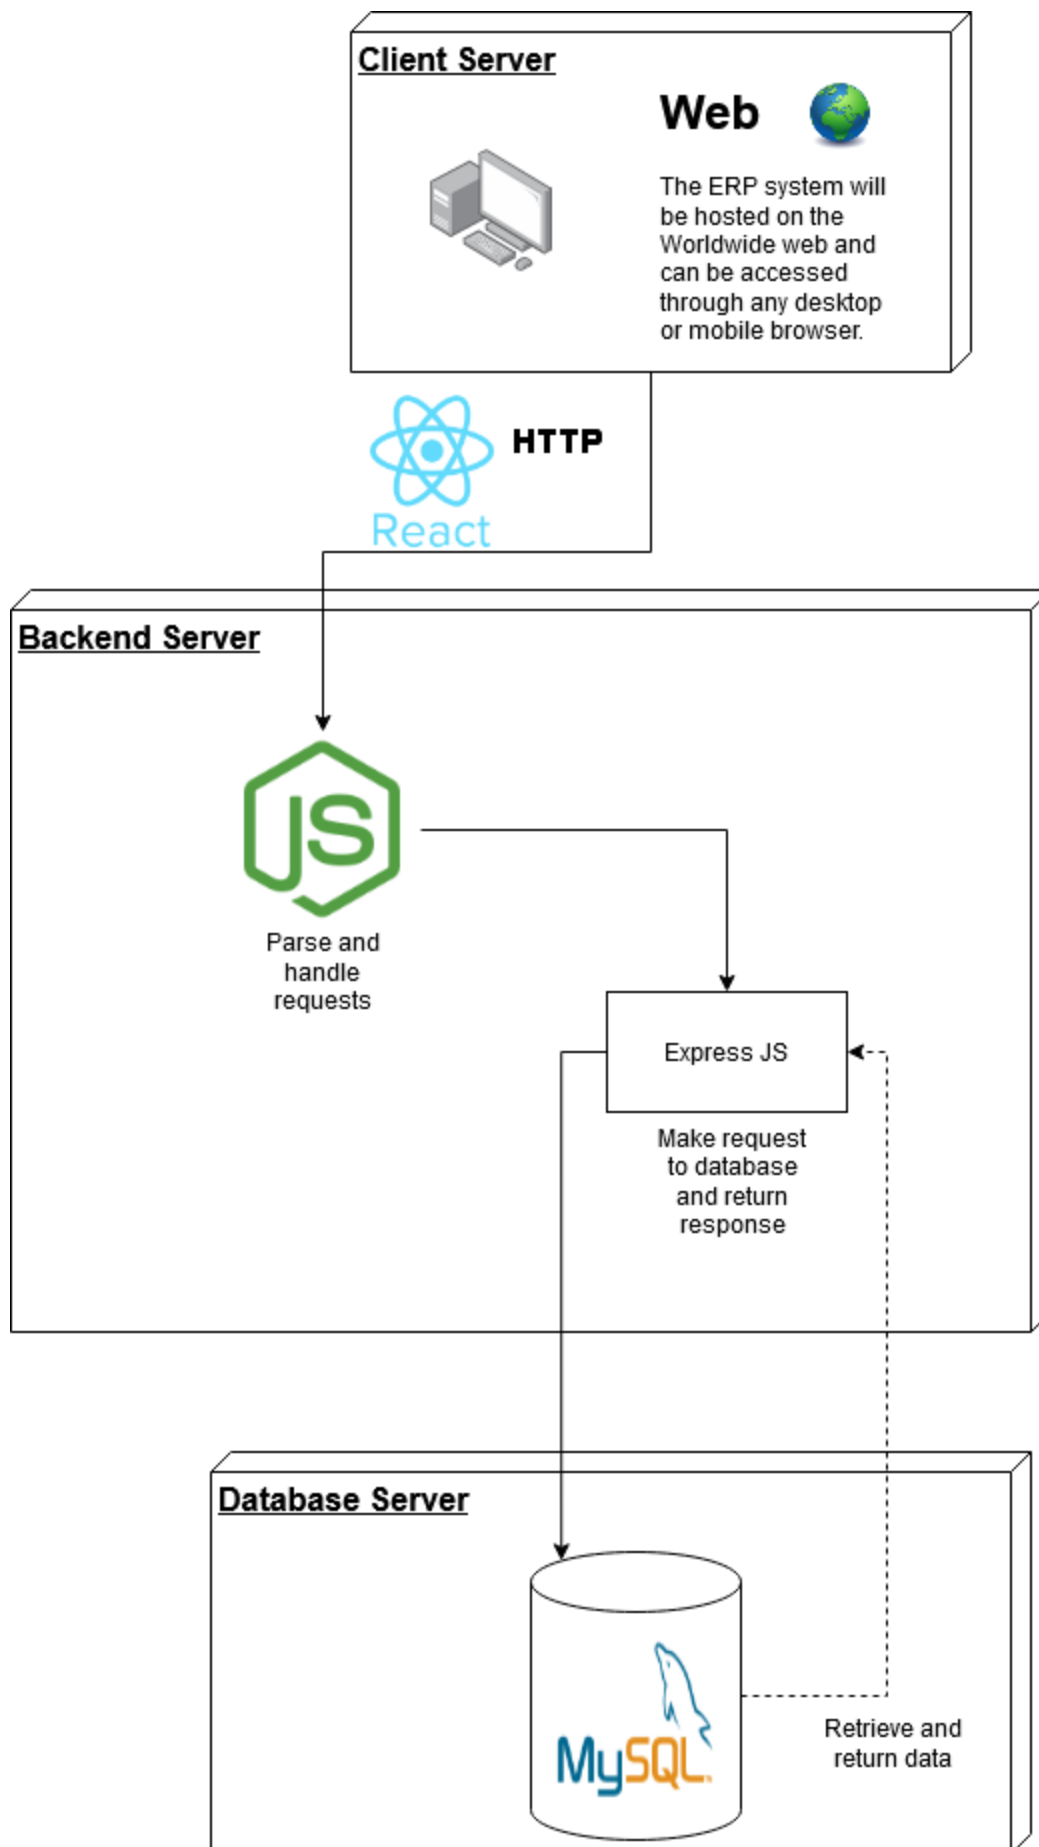 Client Server
Web
The ERP system will
be hosted on the
Worldwide web and
can be accessed
through any desktop
or mobile browser.
HTTP
React
Backend Server
JS
Parse and
handle
requests
Express JS
Make request
to database
and return
response
Database Server
MySQL
Retrieve and
return data